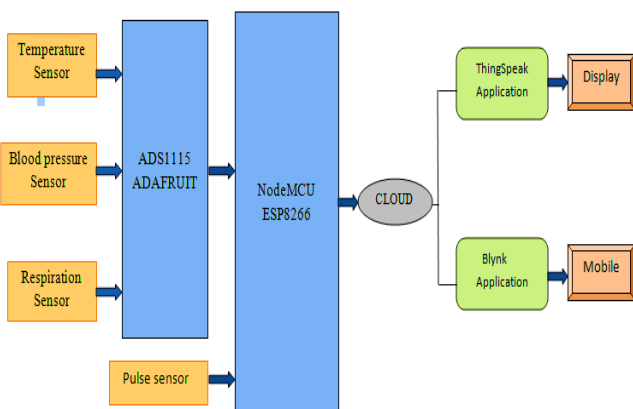 Temperature
Sensor
Blood pressure
Sensor
Respiration
Sensor
Pulse sensor
ADS1115
ADAFRUIT
NodeMCU
ESP8266
CLOUD
ThingSpeak
Application
Display
Blynk
Application
Mobile